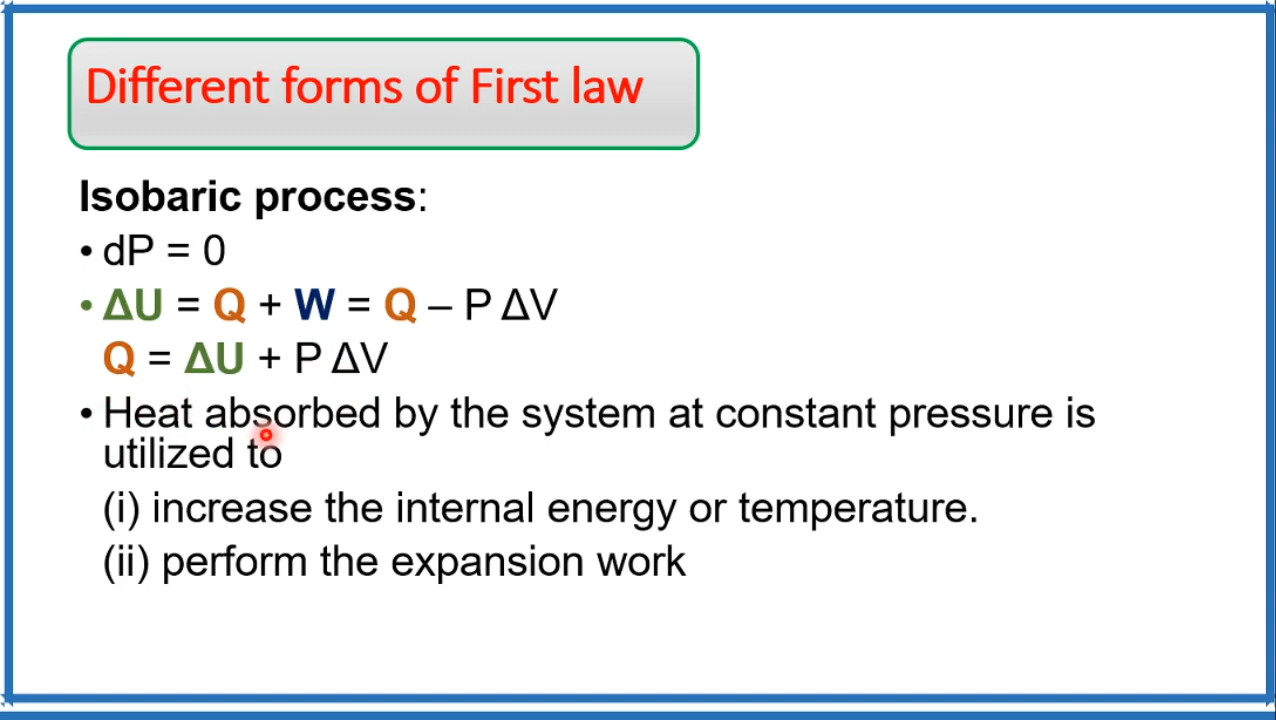 Different forms of First law
Isobaric process:
• dP = 0
• ΔU = Q + W = Q – P ΔV
Q = ΔU + P ΔV
• Heat absorbed by the system at constant pressure is
utilized to
(i) increase the internal energy or temperature.
(ii) perform the expansion work